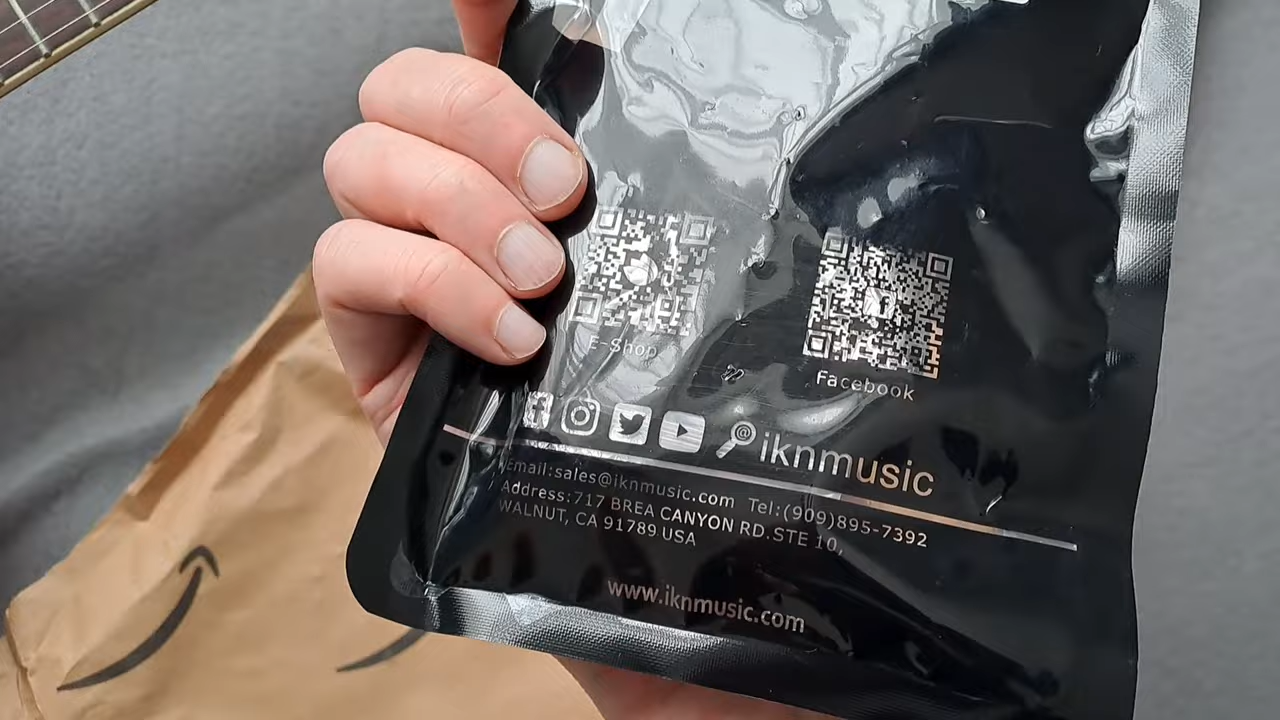 E-Shop
Facebook
@iknmusic
Email:sales@iknmusic.com Tel:(909)895-7392
Address:717 BREA CANYON RD.STE 10,
WALNUT, CA 91789 USA
www.iknmusic.com